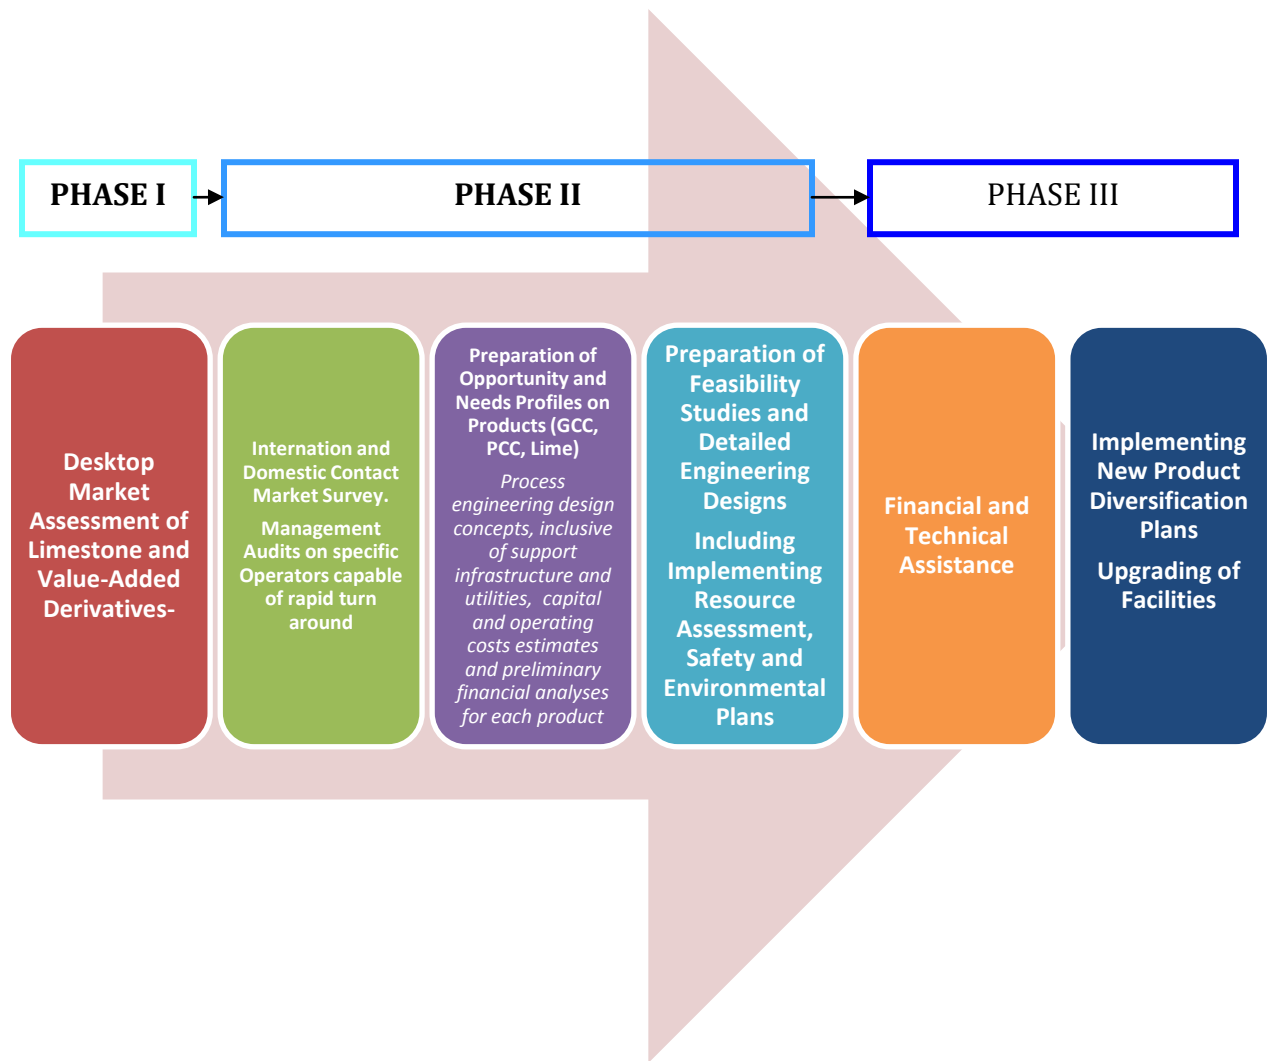 PHASE I
PHASE II
PHASE III
Desktop
Market
Assessment of
Limestone and
Value-Added
Derivatives-
Internation and
Domestic Contact
Market Survey.
Management
Audits on specific
Operators capable
of rapid turn
around
Preparation of
Opportunity and
Needs Profiles on
Products (GCC,
PCC, Lime)
Process
engineering design
concepts, inclusive
of support
infrastructure and
utilities, capital
and operating
costs estimates
and preliminary
financial analyses
for each product
Preparation of
Feasibility
Studies and
Detailed
Engineering
Designs
Including
Implementing
Resource
Assessment,
Safety and
Environmental
Plans
Financial and
Technical
Assistance
Implementing
New Product
Diversification
Plans
Upgrading of
Facilities